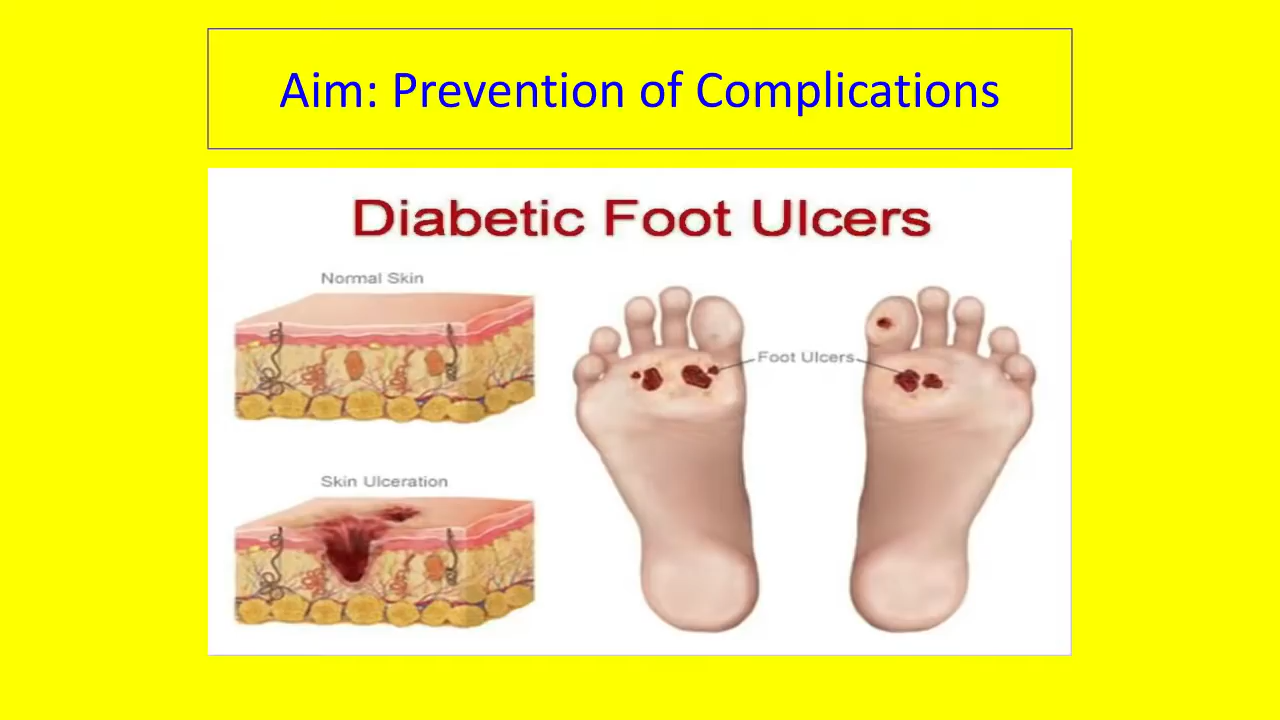 Aim: Prevention of Complications
Diabetic Foot Ulcers
Normal Skin
Foot Ulcers
Skin Ulceration